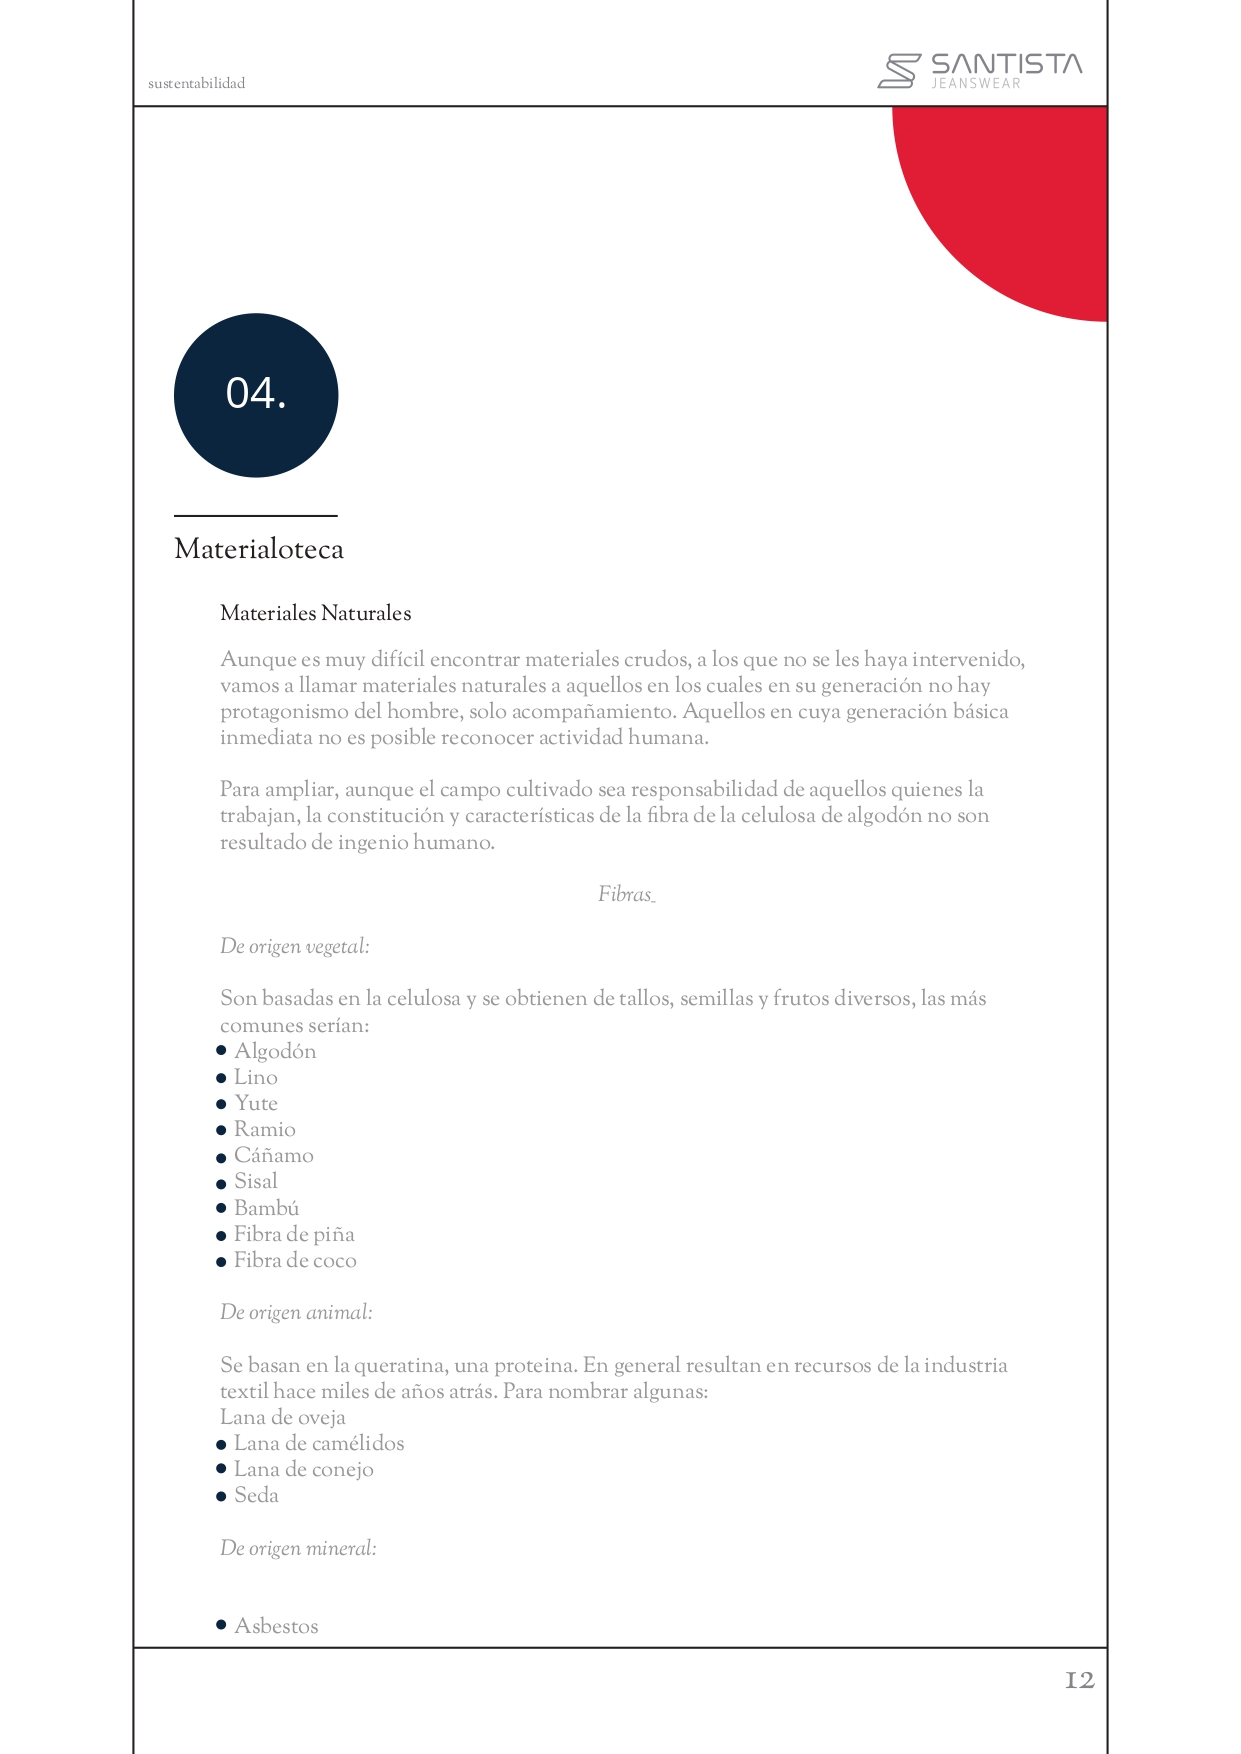 sustentabilidad
SANTISTA
JEANSWEAR
04.
Materialoteca
Materiales Naturales
Aunque es muy difícil encontrar materiales crudos, a los que no se les haya intervenido,
vamos a llamar materiales naturales a aquellos en los cuales en su generación no hay
protagonismo del hombre, solo acompañamiento. Aquellos en cuya generación básica
inmediata no es posible reconocer actividad humana.
Para ampliar, aunque el campo cultivado sea responsabilidad de aquellos quienes la
trabajan, la constitución y características de la fibra de la celulosa de algodón no son
resultado de ingenio humano.
Fibras_
De origen vegetal:
Son basadas en la celulosa y se obtienen de tallos, semillas y frutos diversos, las más
comunes serían:
• Algodón
• Lino
• Yute
• Ramio
• Cáñamo
• Sisal
• Bambú
• Fibra de piña
• Fibra de coco
De origen animal:
Se basan en la queratina, una proteina. En general resultan en recursos de la industria
textil hace miles de años atrás. Para nombrar algunas:
Lana de oveja
• Lana de camélidos
• Lana de conejo
• Seda
De origen mineral:
• Asbestos
12